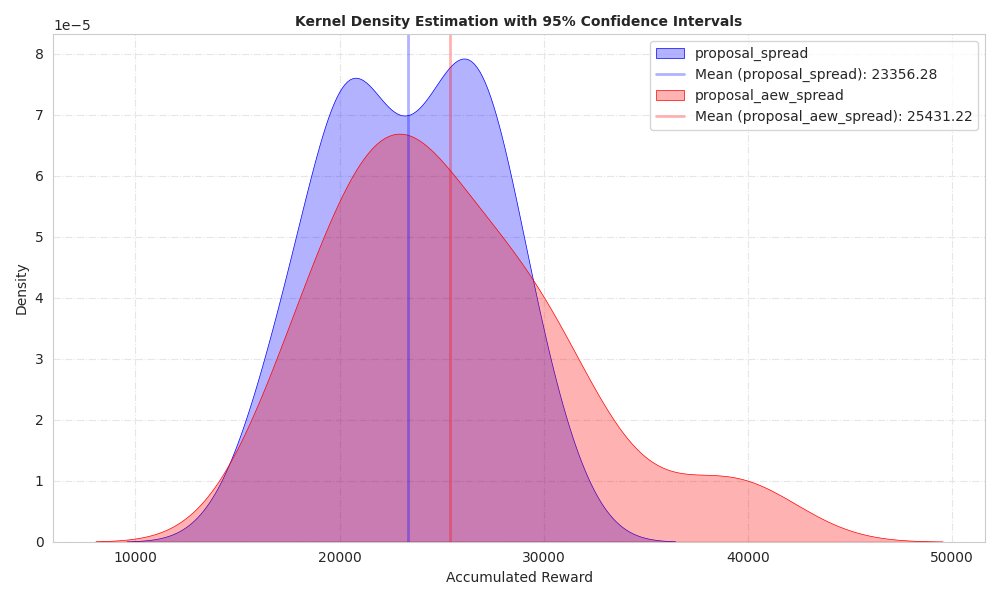 Kernel Density Estimation with 95% Confidence Intervals
1e−5
8
7
6
5
4
3
2
1
0
Density
proposal_spread
Mean (proposal_spread): 23356.28
proposal_aew_spread
Mean (proposal_aew_spread): 25431.22
10000 20000 30000 40000 50000
Accumulated Reward